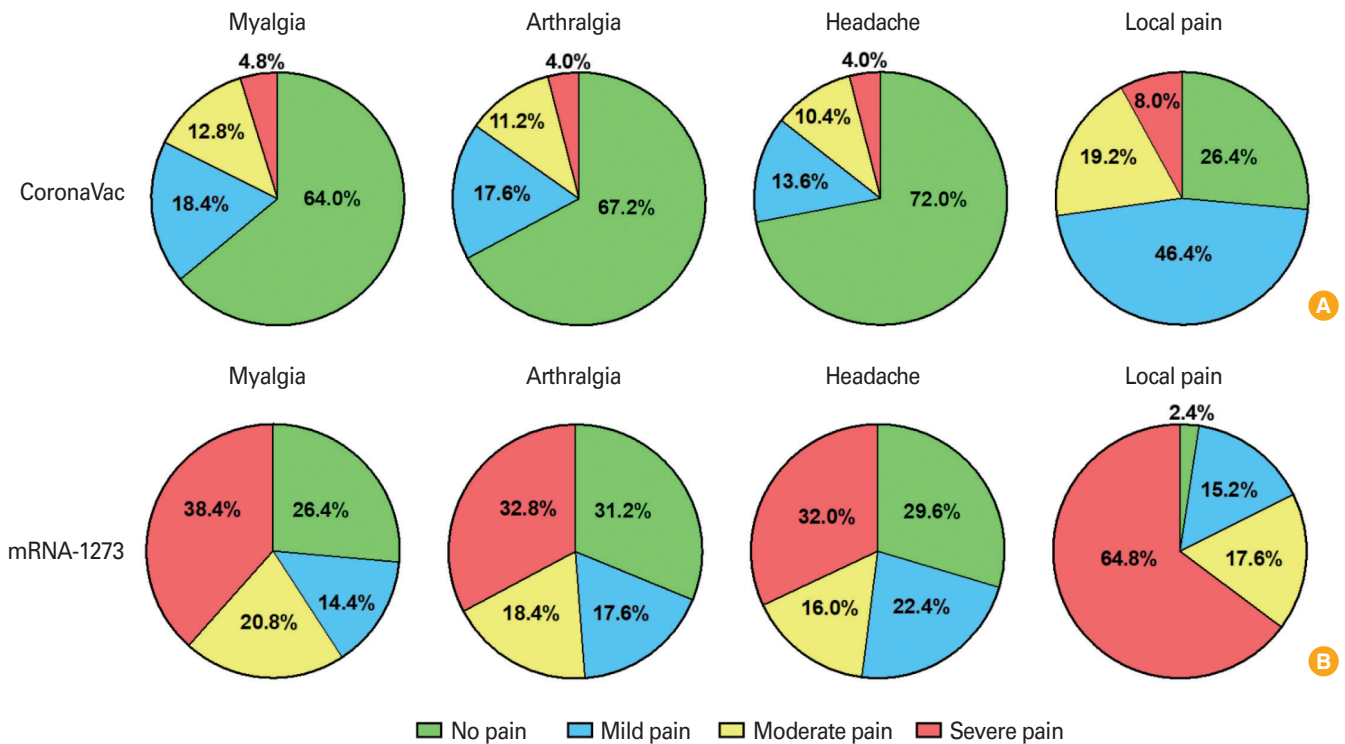 Myalgia Arthralgia Headache Local pain
4.8% 4.0% 4.0%
8.0%
12.8% 11.2% 10.4%
19.2% 26.4%
CoronaVac 18.4% 64.0% 17.6% 67.2% 13.6% 72.0%
46.4%
A
Myalgia Arthralgia Headache Local pain
2.4%
15.2%
38.4% 26.4% 32.8% 31.2% 32.0% 29.6%
mRNA-1273 64.8% 17.6%
14.4%
20.8% 18.4% 17.6% 16.0% 22.4%
B
No pain Mild pain Moderate pain Severe pain